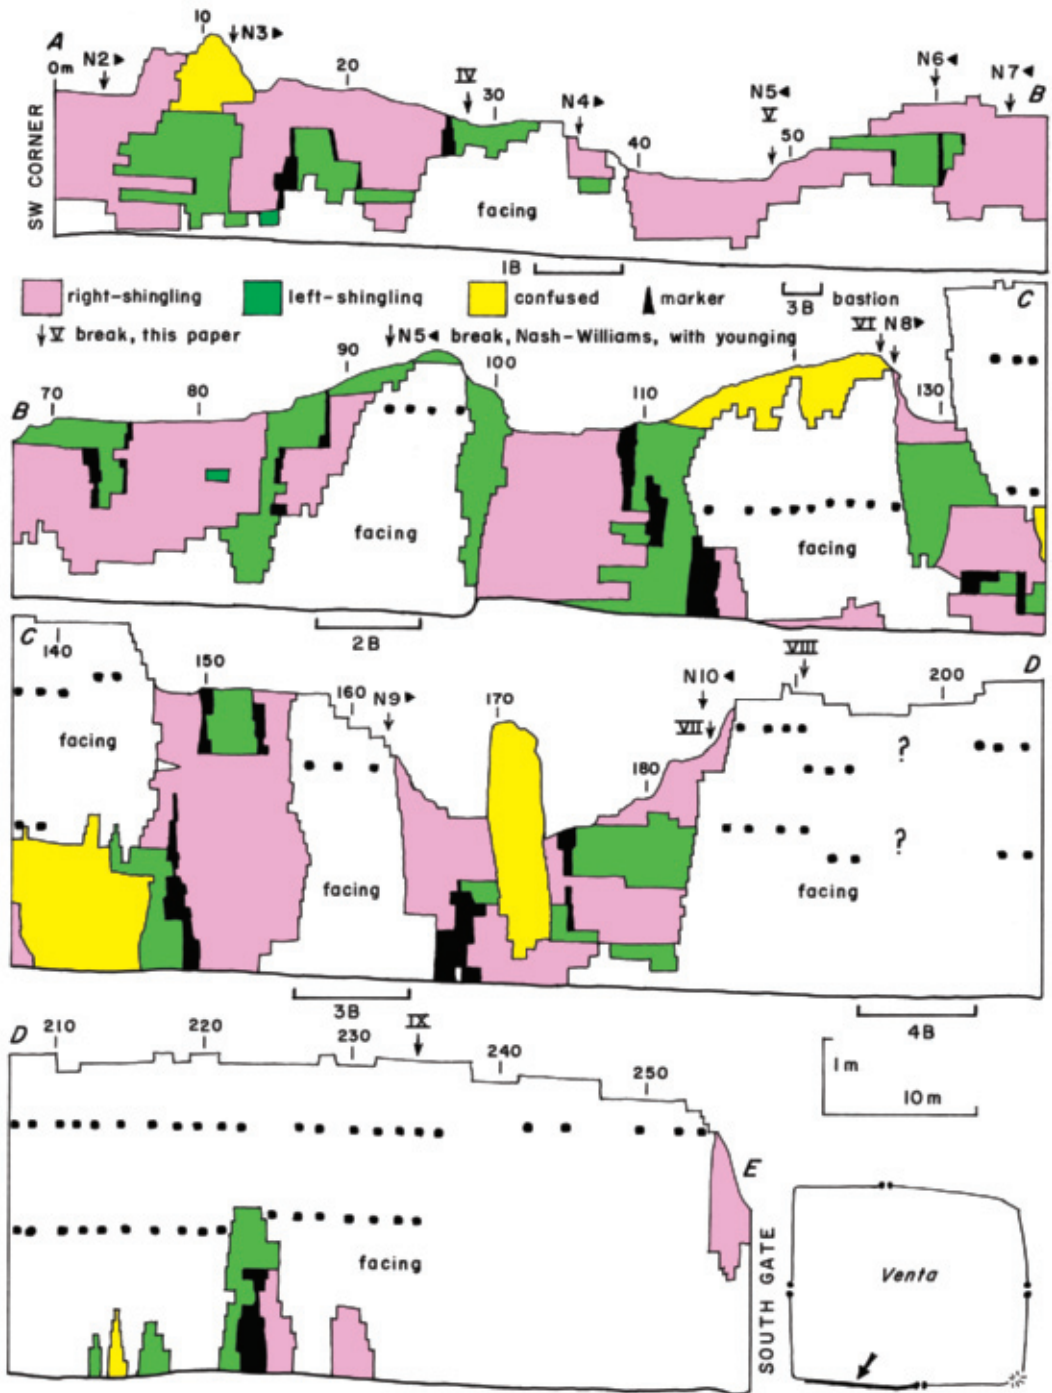 10 ↓N3▶
A N2▶ 20 IV N4▶ N5◀ N6◀ N7◀ B
0m 30 V
40 50
SW CORNER
facing
1B
3B bastion
right-shingling left-shingling confused marker
↓V break, this paper ↓N5◀ break, Nash-Williams, with younging
VI N8▶ C
B 70 80 90 100 110 130
facing facing
2B
C 140 150 160 N9▶ 170 N10◀ VIII 200 D
VII
180
facing
?
?
facing facing
3B 4B
D 210 220 230 IX 240 250
1m
10 m
E
facing
SOUTH GATE
Venta